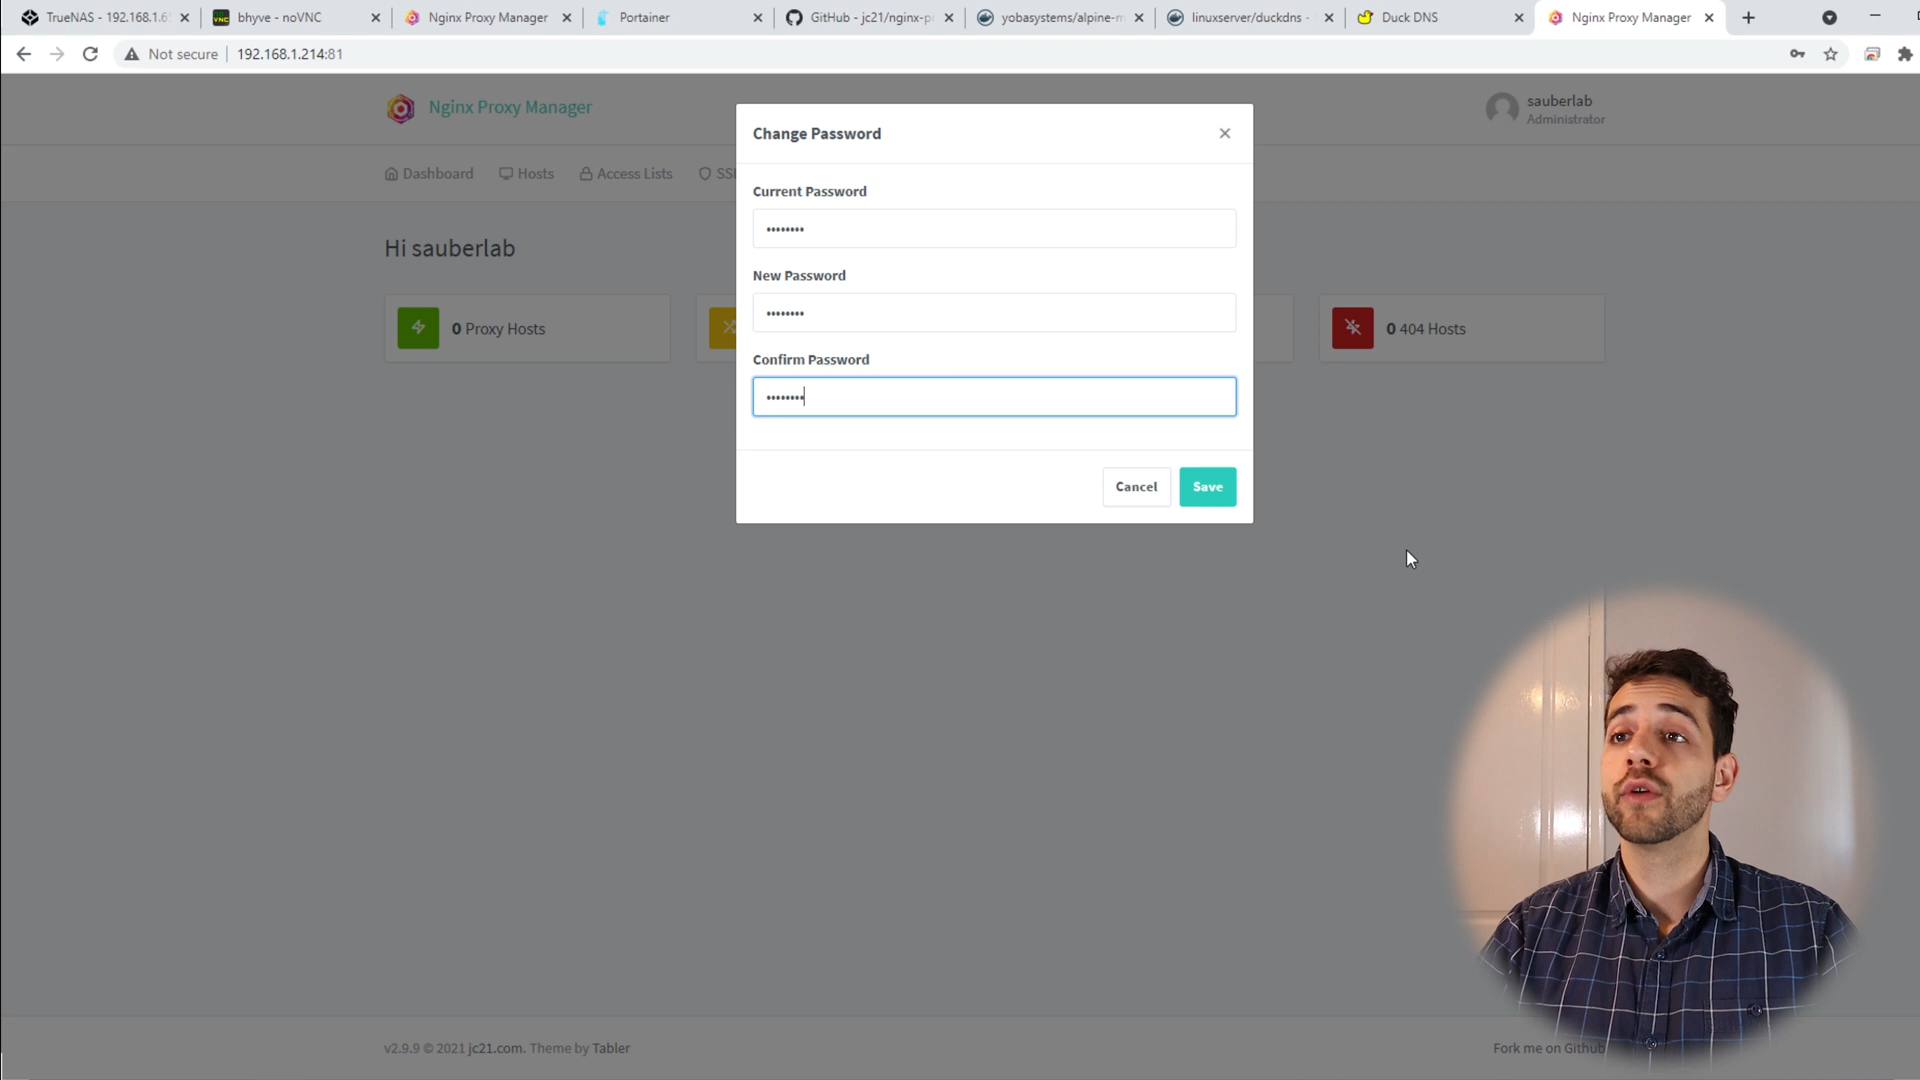 TrueNAS - 192.168.1.6
bhyve - noVNC
Nginx Proxy Manager
Portainer
GitHub - jc21/nginx-p
yobasystems/alpine-m
linuxserver/duckdns -
Duck DNS
Nginx Proxy Manager
Not secure
192.168.1.214:81
Nginx Proxy Manager
sauberlab
Administrator
Dashboard
Hosts
Access Lists
SS
Hi sauberlab
0 Proxy Hosts
0 404 Hosts
Change Password
Current Password
••••••••
New Password
••••••••
Confirm Password
••••••••
Cancel
Save
v2.9.9 © 2021 jc21.com. Theme by Tabler
Fork me on Github